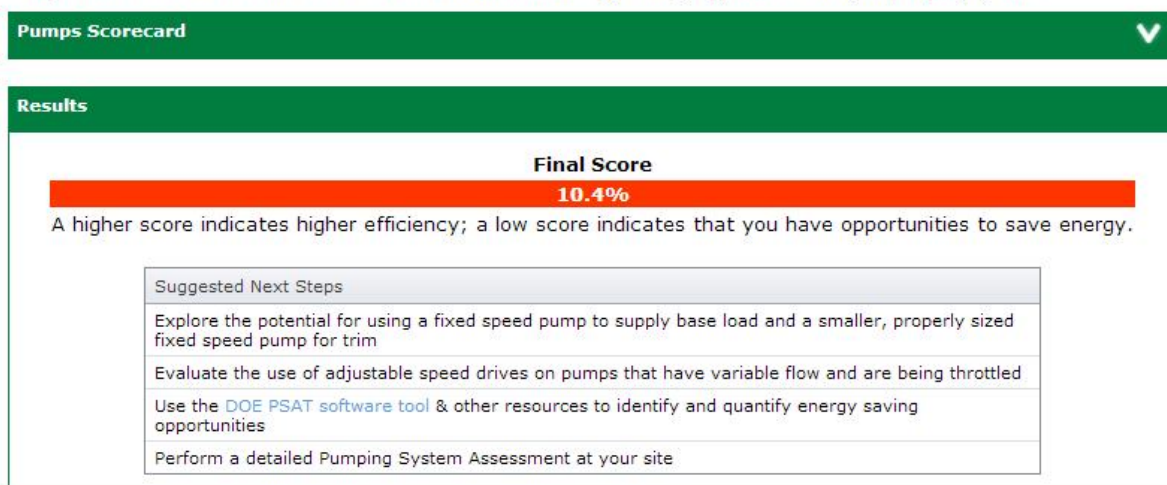 Pumps Scorecard
Results
Final Score
10.4%
A higher score indicates higher efficiency; a low score indicates that you have opportunities to save energy.
Suggested Next Steps
Explore the potential for using a fixed speed pump to supply base load and a smaller, properly sized
fixed speed pump for trim
Evaluate the use of adjustable speed drives on pumps that have variable flow and are being throttled
Use the DOE PSAT software tool & other resources to identify and quantify energy saving
opportunities
Perform a detailed Pumping System Assessment at your site